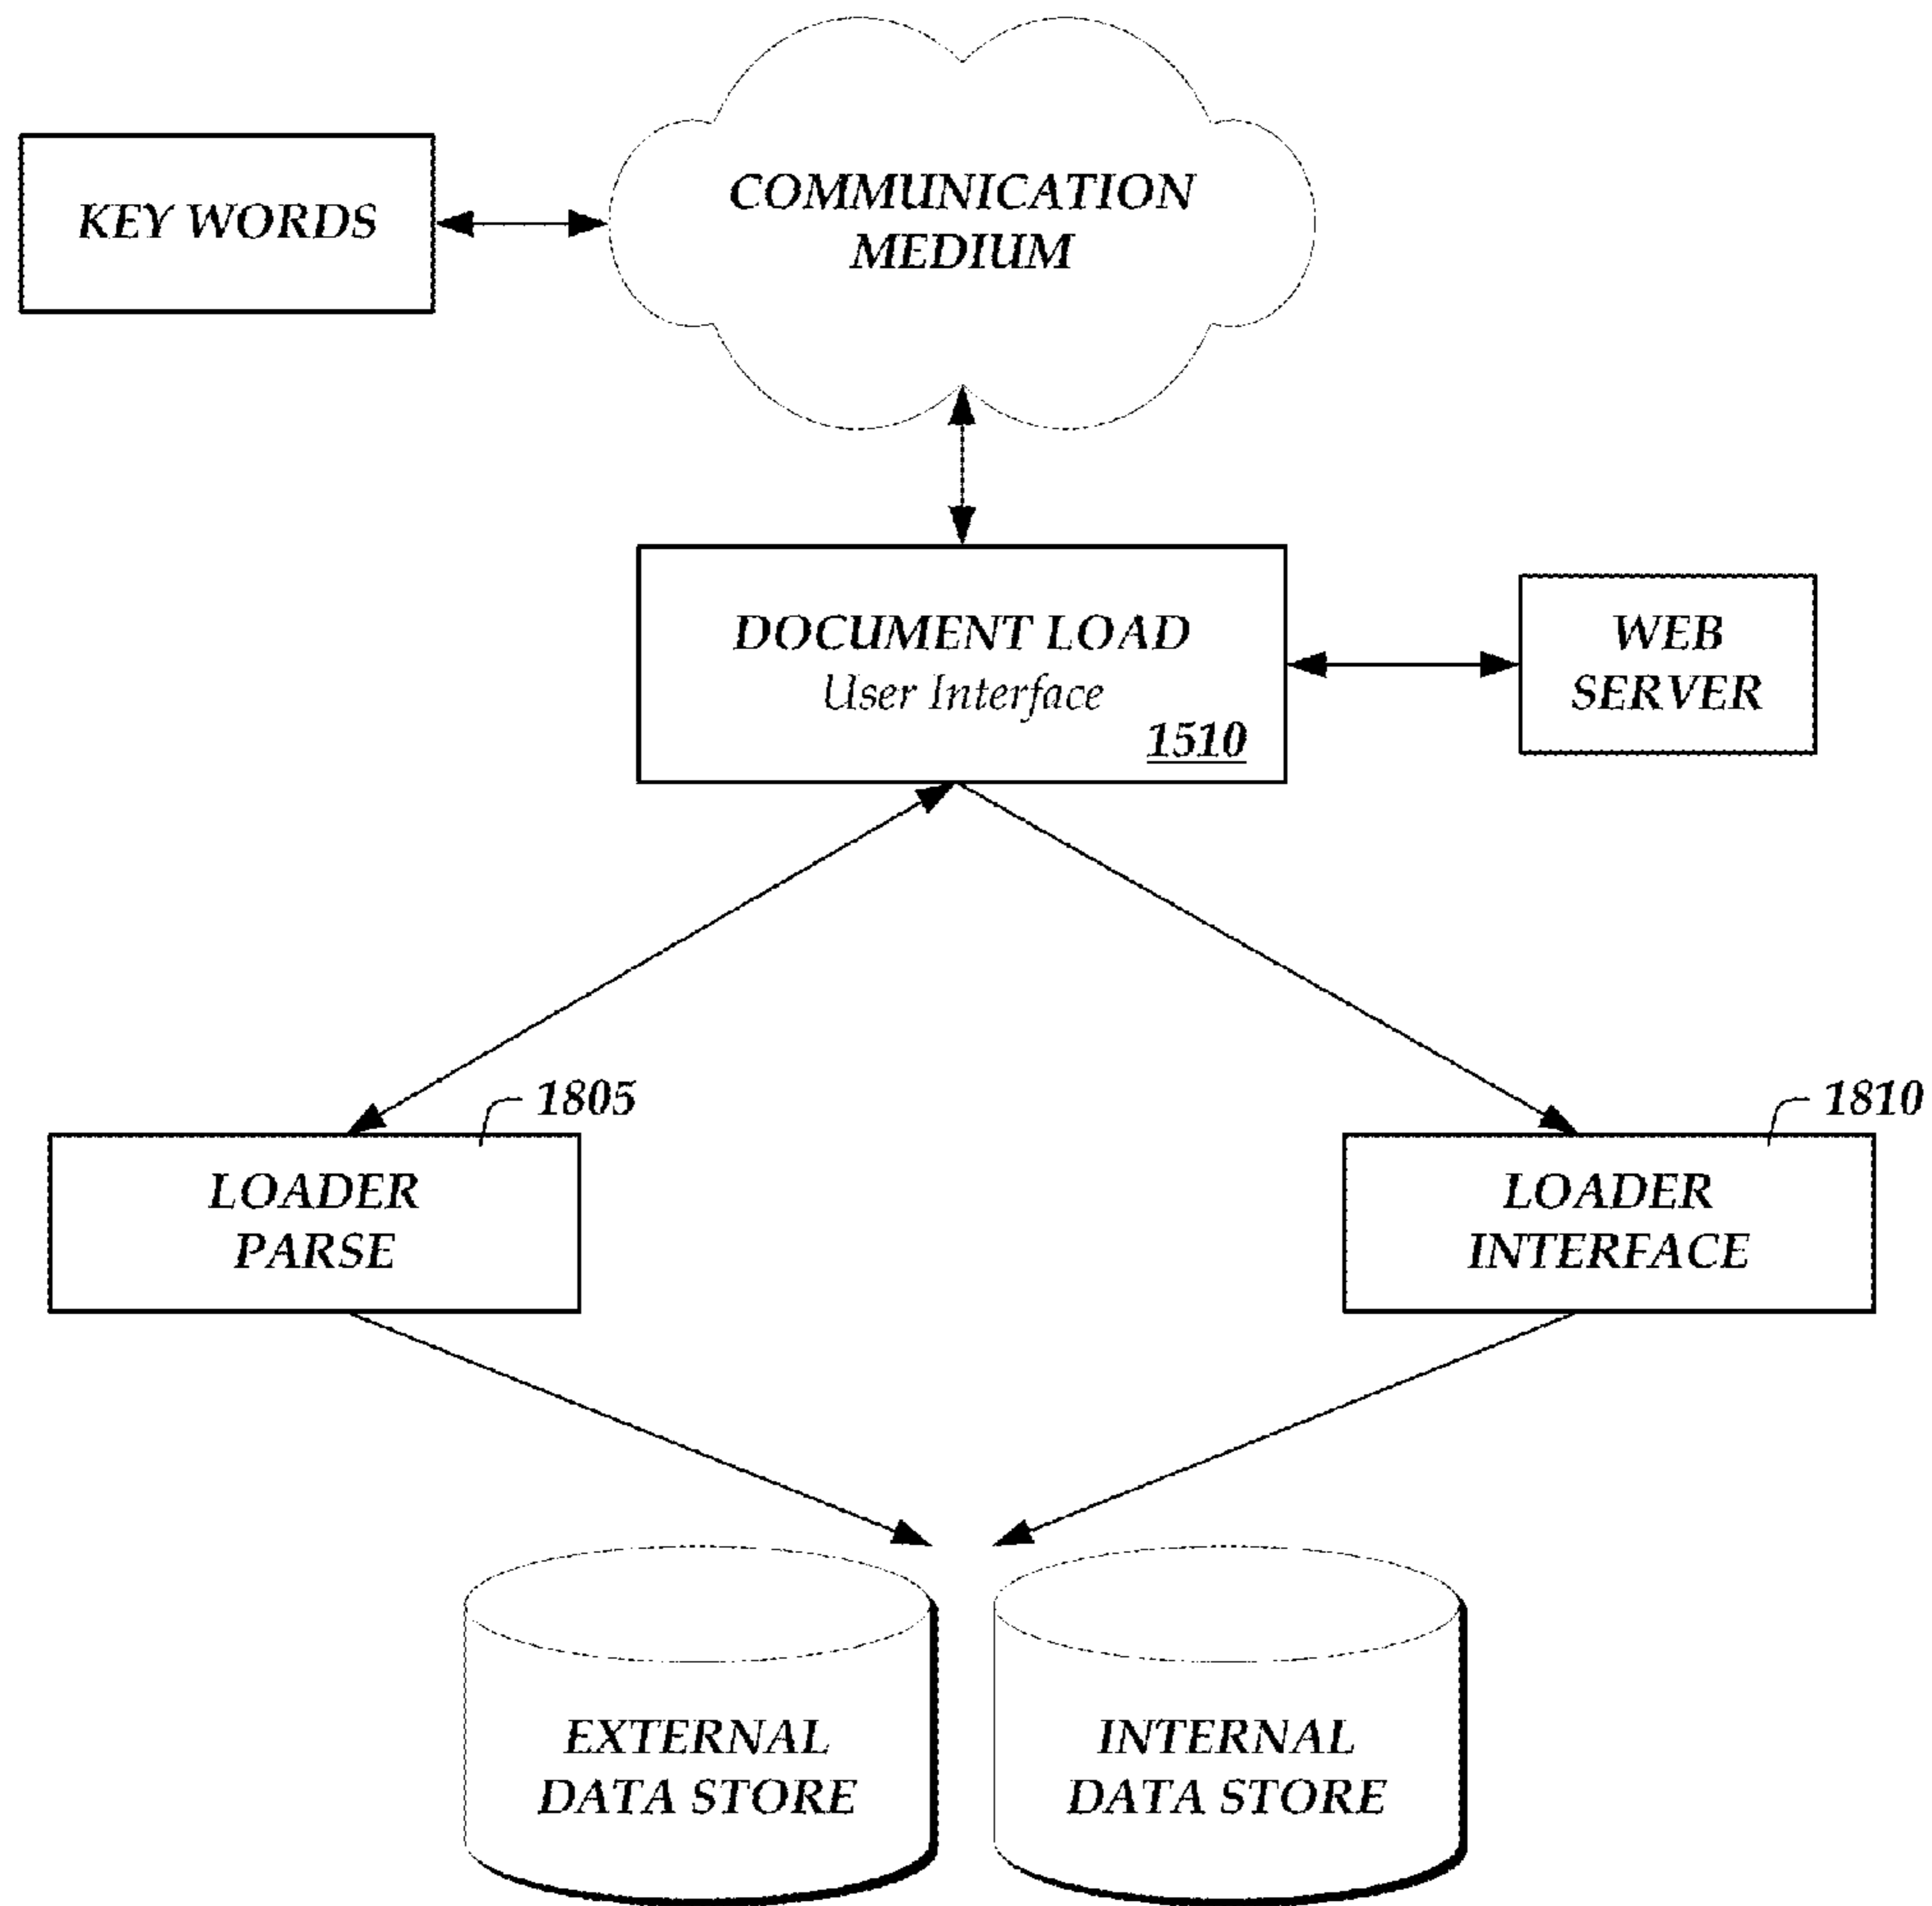 COMMUNICATION
MEDIUM
KEY WORDS
DOCUMENT LOAD
User Interface
1510
WEB
SERVER
1805
LOADER
PARSE
1810
LOADER
INTERFACE
EXTERNAL
DATA STORE
INTERNAL
DATA STORE